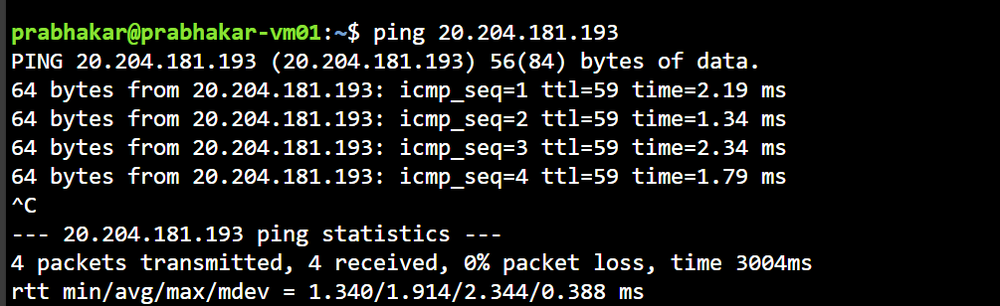 prabhakar@prabhakar-vm01:~$ ping 20.204.181.193
PING 20.204.181.193 (20.204.181.193) 56(84) bytes of data.
64 bytes from 20.204.181.193: icmp_seq=1 ttl=59 time=2.19 ms
64 bytes from 20.204.181.193: icmp_seq=2 ttl=59 time=1.34 ms
64 bytes from 20.204.181.193: icmp_seq=3 ttl=59 time=2.34 ms
64 bytes from 20.204.181.193: icmp_seq=4 ttl=59 time=1.79 ms
^C
--- 20.204.181.193 ping statistics ---
4 packets transmitted, 4 received, 0% packet loss, time 3004ms
rtt min/avg/max/mdev = 1.340/1.914/2.344/0.388 ms